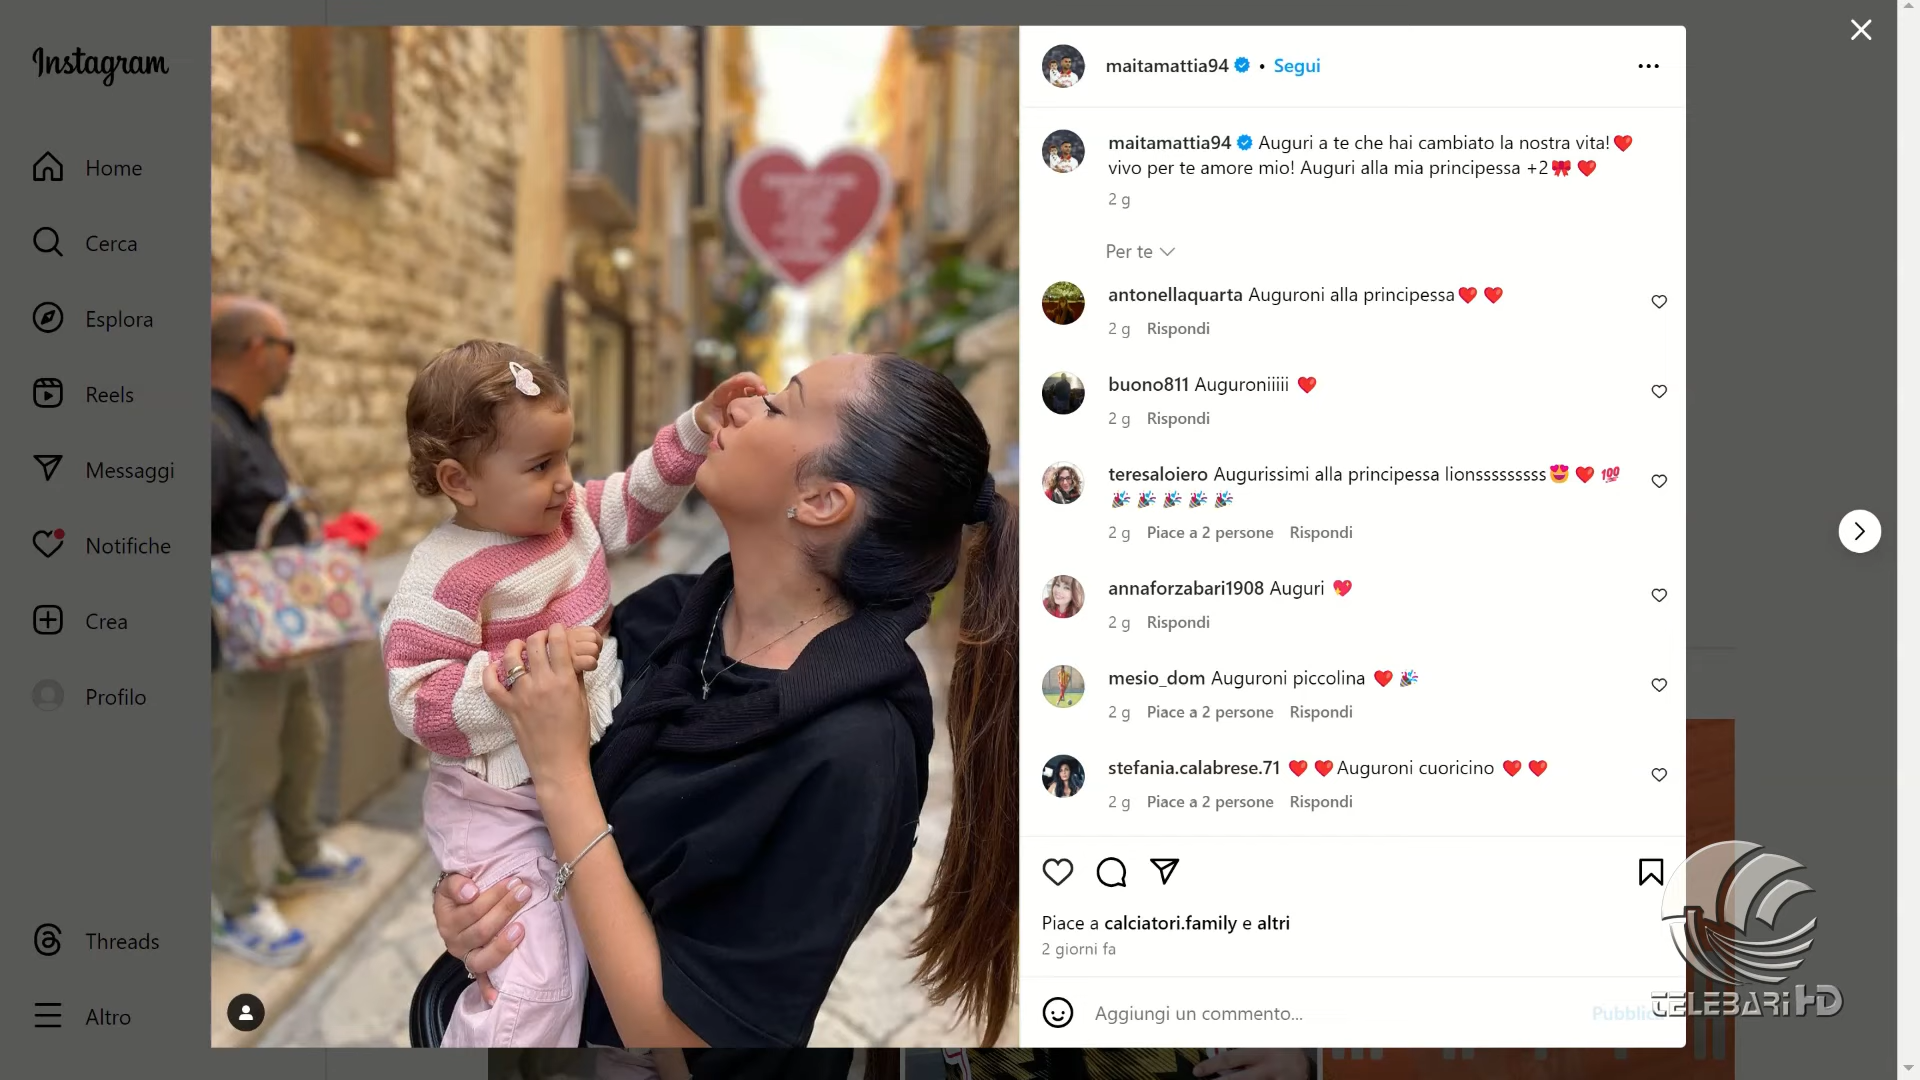 Instagram
Home
Cerca
Esplora
Reels
Messaggi
Notifiche
Crea
Profilo
Threads
Altro
maitamattia94 • Segui
maitamattia94 Auguri a te che hai cambiato la nostra vita!❤️
vivo per te amore mio! Auguri alla mia principessa +2🎀❤️
2 g
Per te
antonellaquarta Auguroni alla principessa❤️❤️
2 g Rispondi
buono811 Auguroniiiii ❤️
2 g Rispondi
teresaloiero Augurissimi alla principessa lionsssssssss😍❤️💯
🎉🎉🎉🎉🎉
2 g Piace a 2 persone Rispondi
annaforzabari1908 Auguri 💖
2 g Rispondi
mesio_dom Auguroni piccolina ❤️🎉
2 g Piace a 2 persone Rispondi
stefania.calabrese.71 ❤️❤️Auguroni cuoricino ❤️❤️
2 g Piace a 2 persone Rispondi
Piace a calciatori.family e altri
2 giorni fa
Aggiungi un commento...
TELEBARI HD